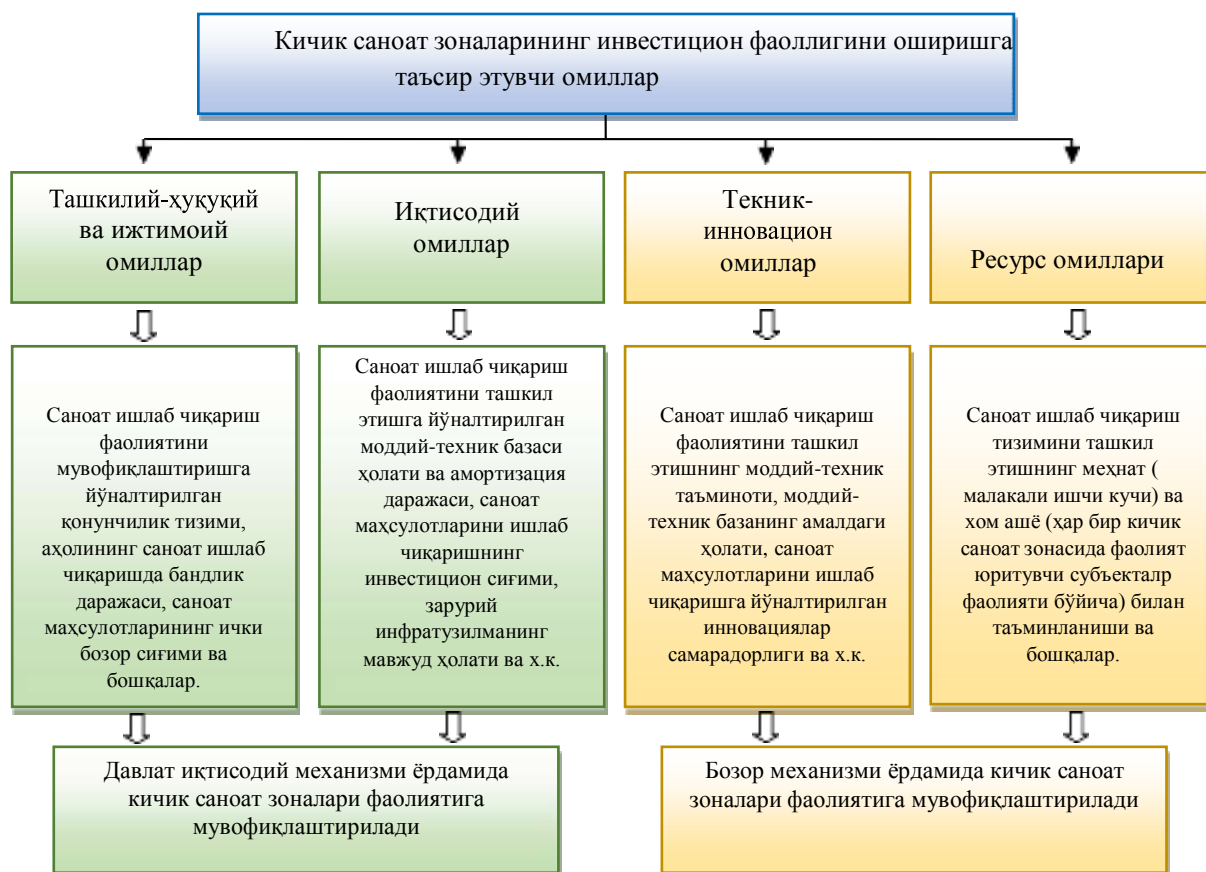 Кичик саноат зоналарининг инвестицион фаоллигини оширишга
таъсир этувчи омиллар
Ташкилий-ҳуқуқий
ва ижтимоий
омиллар
Иқтисодий
омиллар
Текник-
инновацион
омиллар
Ресурс омиллари
Саноат ишлаб чиқариш
фаолиятини
мувофиқлаштиришга
йўналтирилган
қонунчилик тизими,
аҳолининг саноат ишлаб
чиқаришда бандлик
даражаси, саноат
маҳсулотларининг ички
бозор сиғими ва
бошқалар.
Саноат ишлаб чиқариш
фаолиятини ташкил
этишга йўналтирилган
моддий-техник базаси
ҳолати ва амортизация
даражаси, саноат
маҳсулотларини ишлаб
чиқаришнинг
инвестицион сиғими,
зарурий
инфратузилманинг
мавжуд ҳолати ва х.к.
Саноат ишлаб чиқариш
фаолиятини ташкил
этишнинг моддий-техник
таъминоти, моддий-
техник базанинг амалдаги
ҳолати, саноат
маҳсулотларини ишлаб
чиқаришга йўналтирилган
инновациялар
самарадорлиги ва х.к.
Саноат ишлаб чиқариш
тизимини ташкил
этишнинг меҳнат (
малакали ишчи кучи) ва
хом ашё (ҳар бир кичик
саноат зонасида фаолият
юритувчи субъекталр
фаолияти бўйича) билан
таъминланиши ва
бошқалар.
Давлат иқтисодий механизми ёрдамида
кичик саноат зоналари фаолиятига
мувофиқлаштирилади
Бозор механизми ёрдамида кичик саноат
зоналари фаолиятига мувофиқлаштирилади